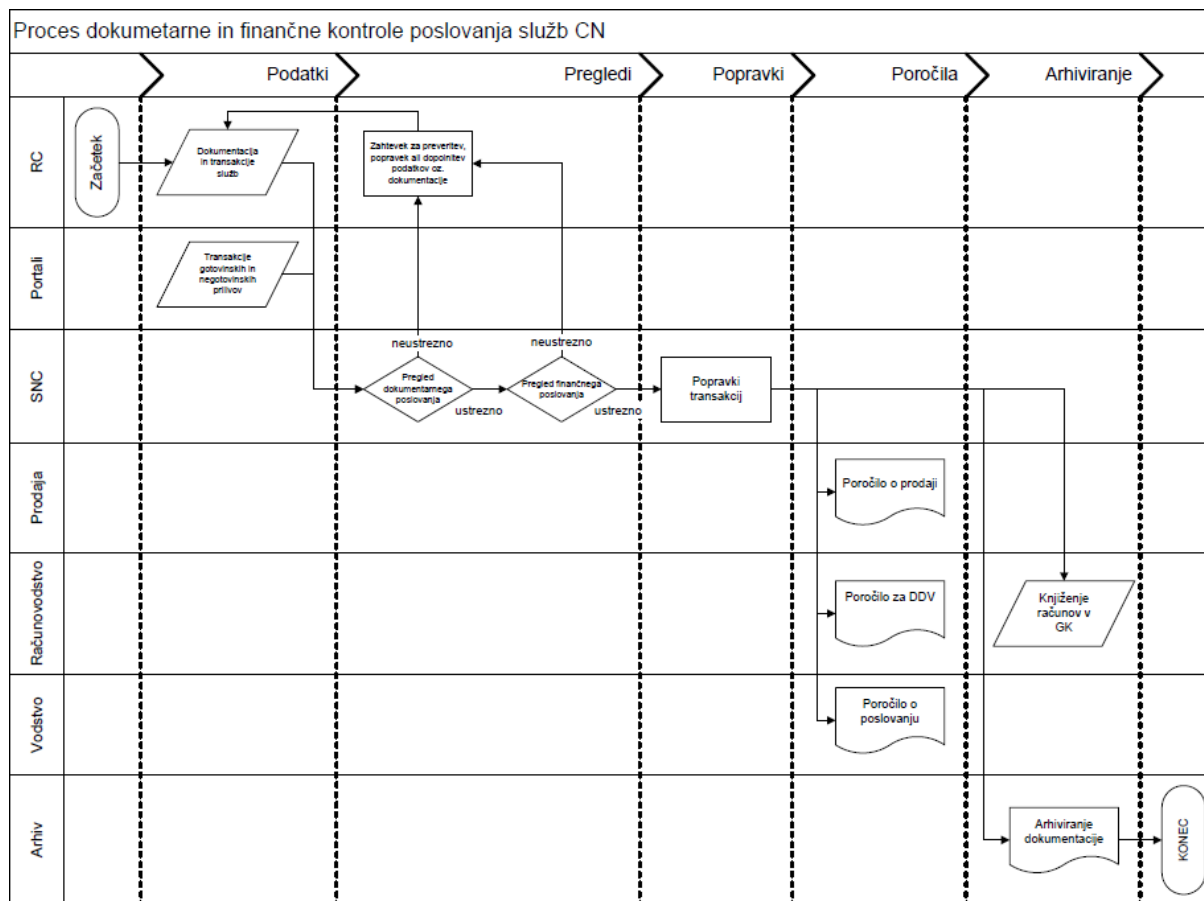 Proces dokumetarne in finančne kontrole poslovanja služb CN
Podatki
Pregledi
Popravki
Poročila
Arhiviranje
RC
Začetek
Dokumentacija
in transakcije
služb
Zahtevek za preveritev,
popravek ali dopolnitev
podatkov oz.
dokumentacije
Portali
Transakcije
gotovinskih in
negotovinskih
prilivov
SNC
neustrezno
neustrezno
Pregled
dokumentarnega
poslovanja
ustrezno
Pregled finančnega
poslovanja
ustrezno
Popravki
transakcij
Prodaja
Poročilo o prodaji
Računovodstvo
Poročilo za DDV
Knjiženje
računov v
GK
Vodstvo
Poročilo o
poslovanju
Arhiv
Arhiviranje
dokumentacije
KONEC